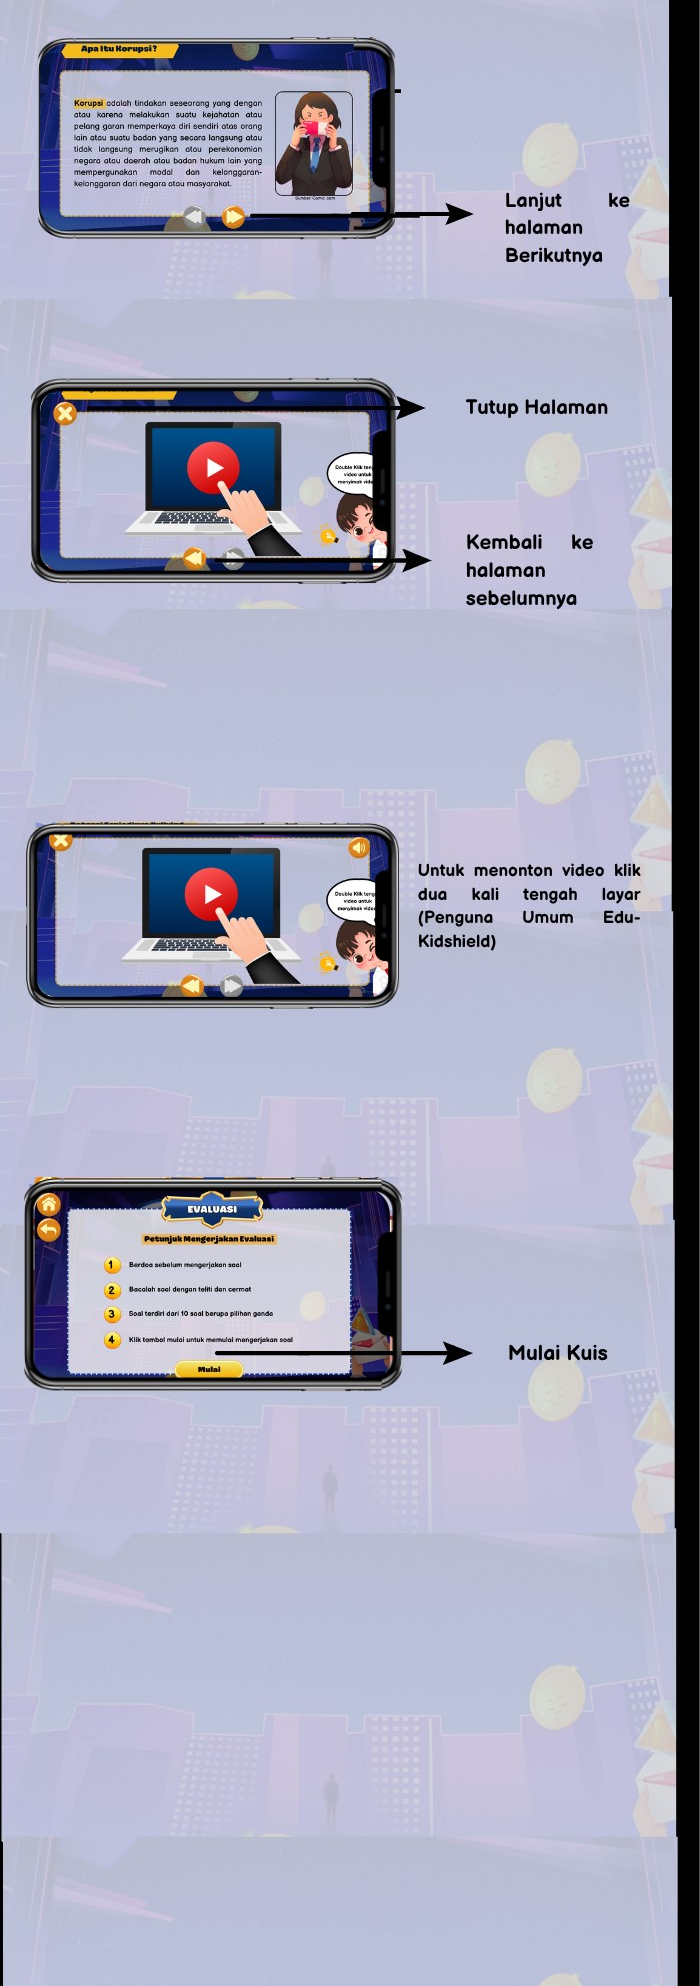 Apa Itu Korupsi?
Korupsi adalah tindakan seseorang yang dengan
atau karena melakukan suatu kejahatan atau
pelang garan memperkaya diri sendiri atas orang
lain atau suatu badan yang secara langsung atau
tidak langsung merugikan atau perekonomian
negara atau daerah atau badan hukum lain yang
mempergunakan modal dan kelonggaran-
kelonggaran dari negara atau masyarakat.
Sumber Canva .com
Lanjut ke
halaman
Berikutnya
Tutup Halaman
Double Klik teng
video untuk
menyimak vide
Kembali ke
halaman
sebelumnya
Double Klik teng
video untuk
menyimak vide
Untuk menonton video klik
dua kali tengah layar
(Penguna Umum Edu-
Kidshield)
EVALUASI
Petunjuk Mengerjakan Evaluasi
1 Berdoa sebelum mengerjakan soal
2 Bacalah soal dengan teliti dan cermat
3 Soal terdiri dari 10 soal berupa pilihan ganda
4 Klik tombol mulai untuk memulai mengerjakan soal
Mulai
Mulai Kuis